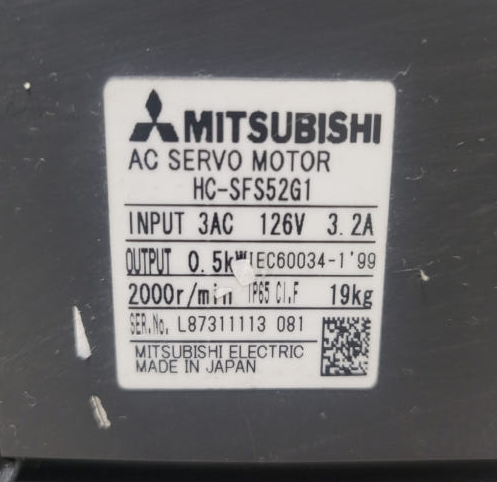 MITSUBISHI
AC SERVO MOTOR
HC-SFS52G1
INPUT 3AC 126V 3.2A
OUTPUT 0.5kW IEC60034-1'99
2000r/min IP65 Cl.F 19kg
SER.No. L87311113 081
MITSUBISHI ELECTRIC
MADE IN JAPAN